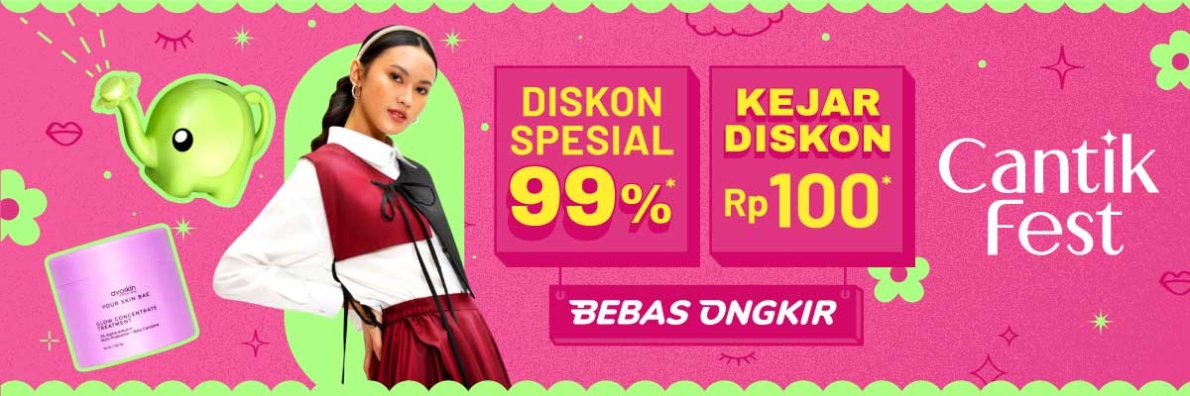 avoskin
YOUR SKIN BAE
GLOW CONCENTRATE
TREATMENT
DISKON
SPESIAL
99%*
KEJAR
DISKON
Rp100*
BEBAS ONGKIR
Cantik
Fest